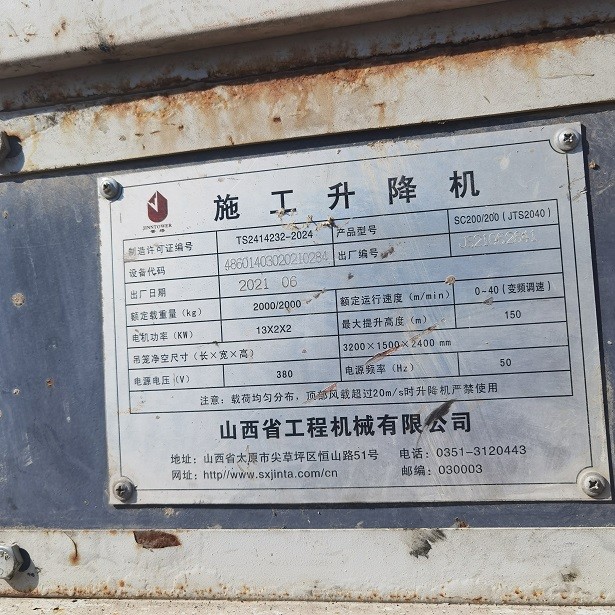 JINNTOWER
施工升降机
制造许可证编号 TS2414232-2024 产品型号 SC200/200 (JTS2040)
设备代码 48601403020210284 出厂编号
出厂日期 2021 06
额定载重量 (kg) 2000/2000 额定运行速度 (m/min) 0-40 (变频调速)
电机功率 (KW) 13X2X2 最大提升高度 (m) 150
吊笼净空尺寸 (长×宽×高) 3200×1500×2400 mm
电源电压 (V) 380 电源频率 (Hz) 50
注意: 载荷均匀分布, 顶部风载超过20m/s时升降机严禁使用
山西省工程机械有限公司
地址: 山西省太原市尖草坪区恒山路51号 电话: 0351-3120443
网址: http//www.sxjinta.com/cn 邮编: 030003